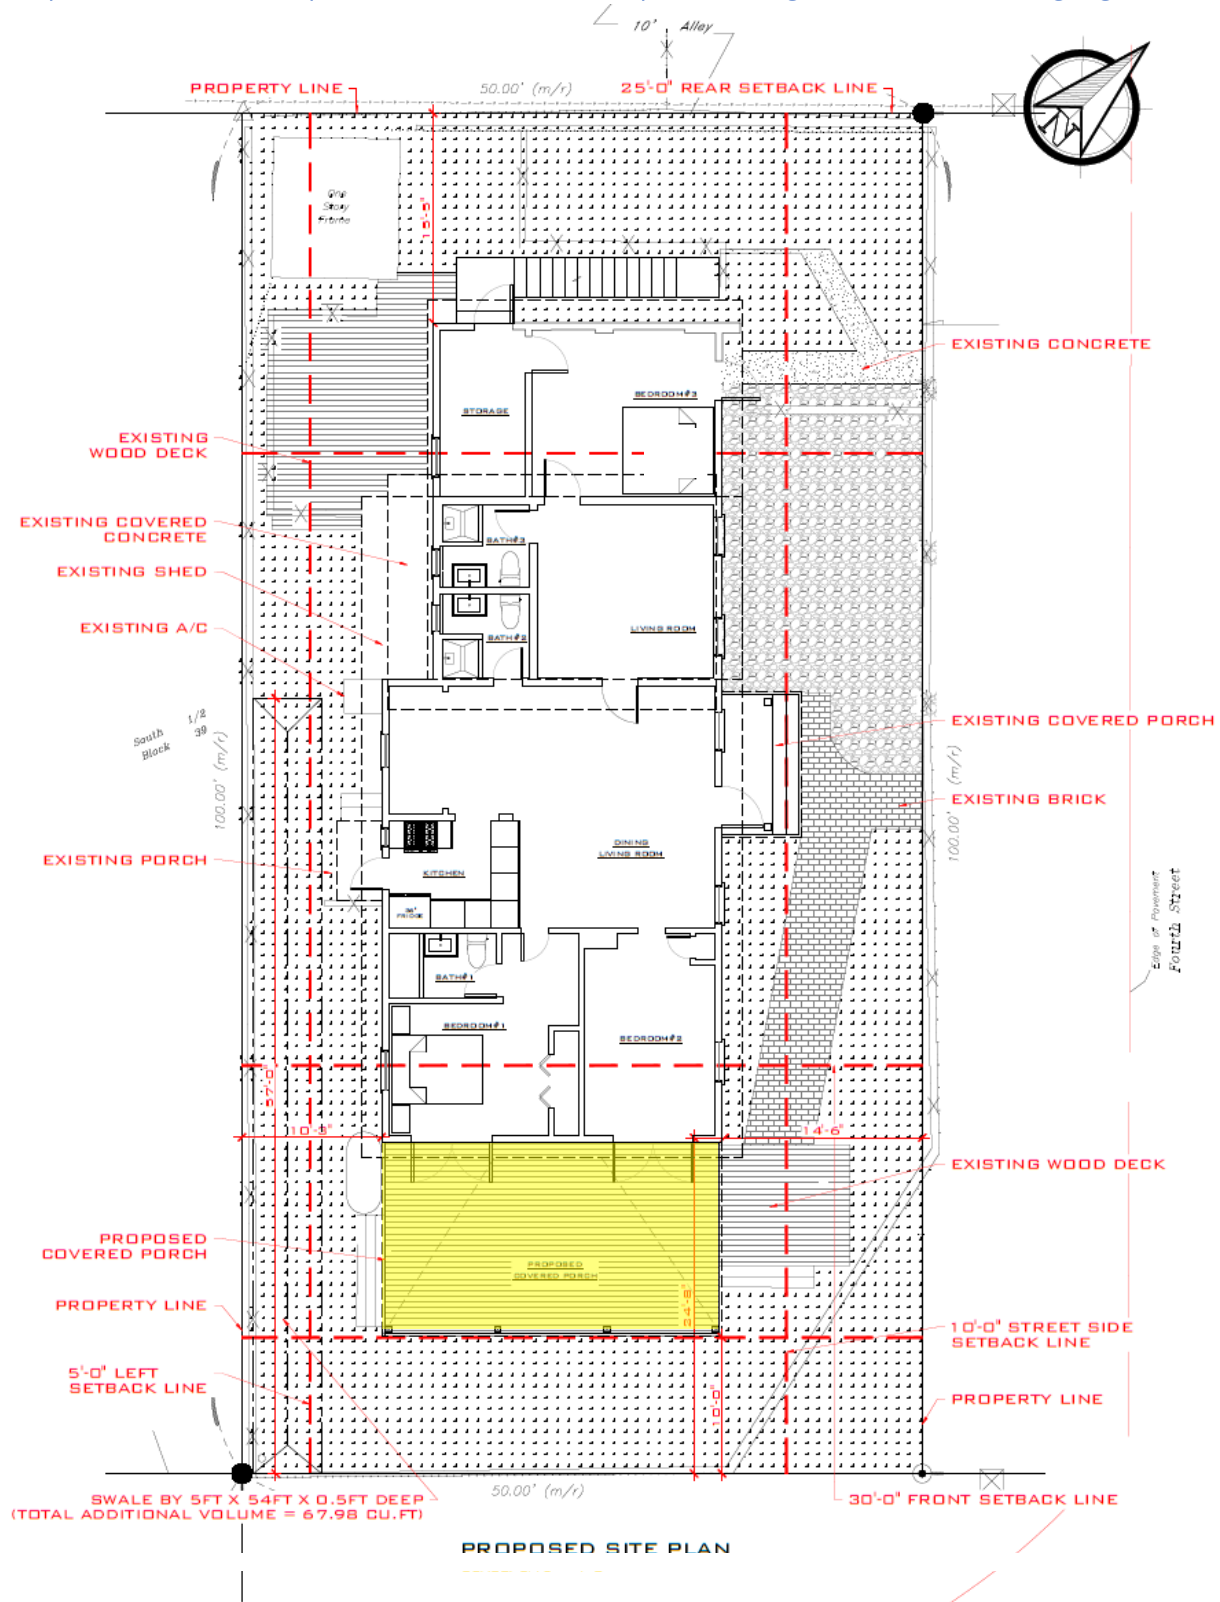 10' Alley
PROPERTY LINE
50.00' (m/r)
25'-0" REAR SETBACK LINE
N
One
Story
Frame
15'-5"
EXISTING CONCRETE
BEDROOM#3
STORAGE
EXISTING
WOOD DECK
EXISTING COVERED
CONCRETE
BATH#3
EXISTING SHED
EXISTING A/C
LIVING ROOM
BATH#2
South 1/2
Block 39
EXISTING COVERED PORCH
100.00' (m/r)
100.00' (m/r)
EXISTING BRICK
DINING
LIVING ROOM
EXISTING PORCH
KITCHEN
36"
FRIDGE
Edge of Pavement
Fourth Street
BATH#1
BEDROOM#1
BEDROOM#2
57'-0"
10'-3"
14'-6"
EXISTING WOOD DECK
PROPOSED
COVERED PORCH
PROPOSED
COVERED PORCH
24'-8"
PROPERTY LINE
10'-0" STREET SIDE
SETBACK LINE
5'-0" LEFT
SETBACK LINE
10'-0"
PROPERTY LINE
50.00' (m/r)
SWALE BY 5FT X 54FT X 0.5FT DEEP
(TOTAL ADDITIONAL VOLUME = 67.98 CU.FT)
30'-0" FRONT SETBACK LINE
PROPOSED SITE PLAN